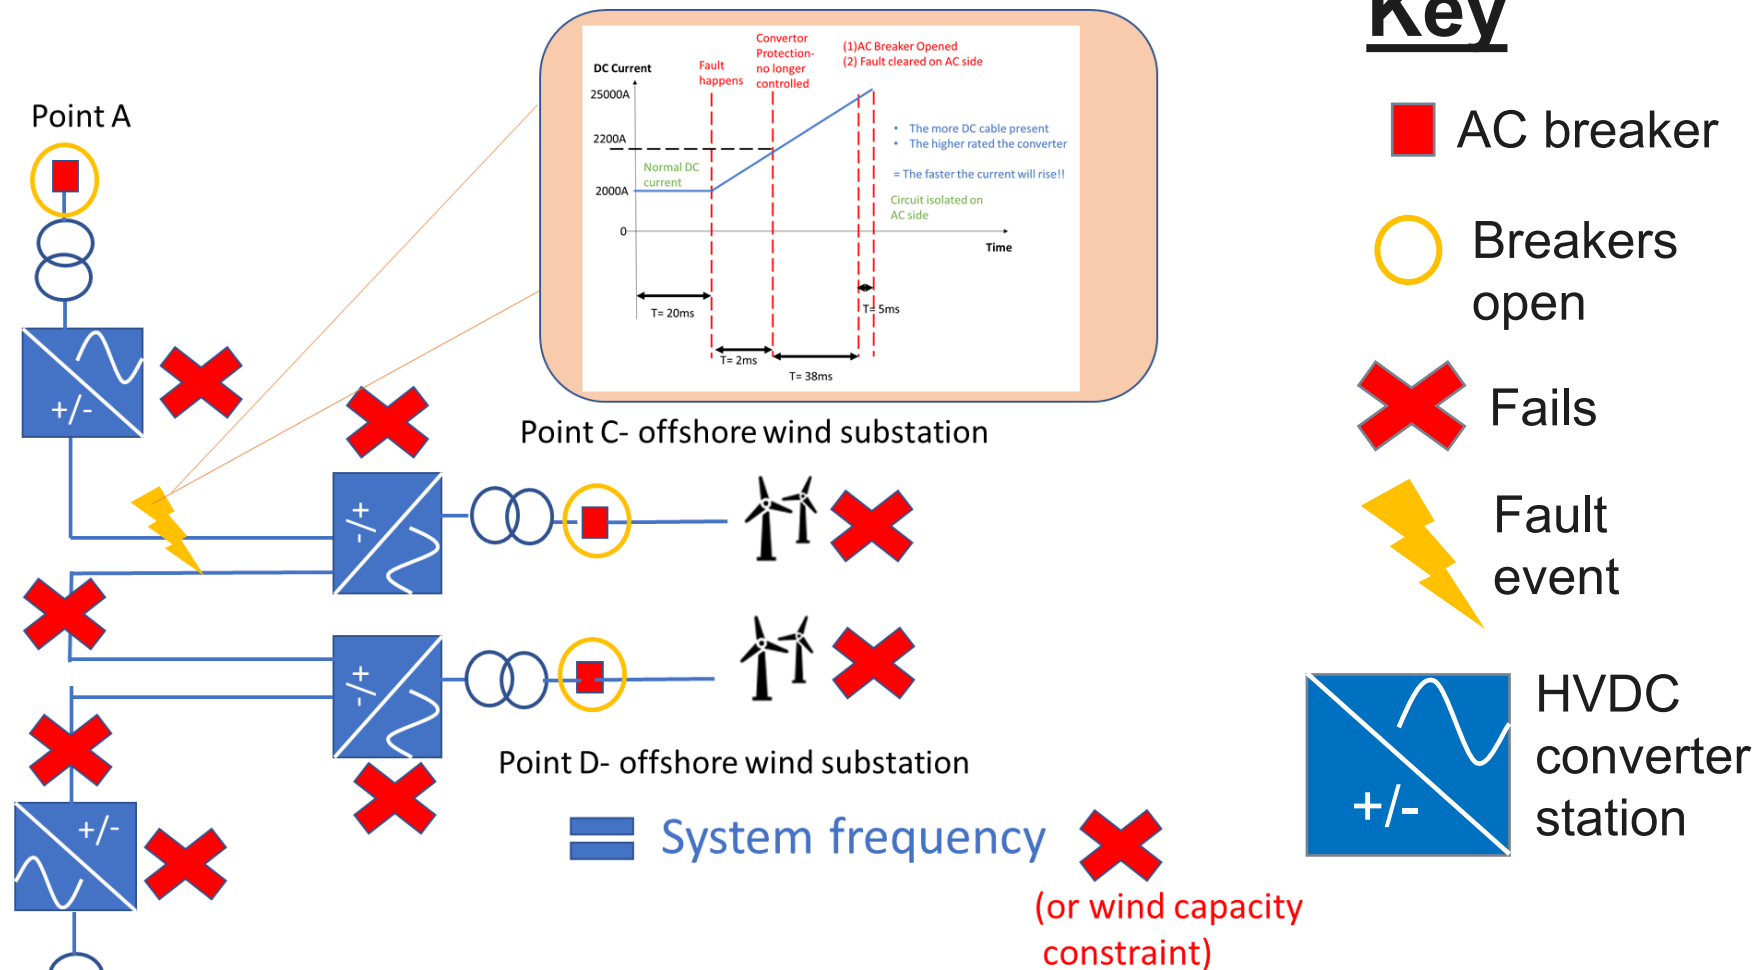 Key
Point A
DC Current
25000A
2200A
2000A
0
Normal DC
current
Fault
happens
Convertor
Protection-
no longer
controlled
(1)AC Breaker Opened
(2) Fault cleared on AC side
• The more DC cable present
• The higher rated the converter
= The faster the current will rise!!
Circuit isolated on
AC side
Time
T= 20ms
T= 2ms
T= 38ms
T= 5ms
AC breaker
Breakers
open
Fails
Fault
event
HVDC
converter
station
+/-
+/-
Point C- offshore wind substation
+/-
+/-
Point D- offshore wind substation
+/-
= System frequency
(or wind capacity
constraint)